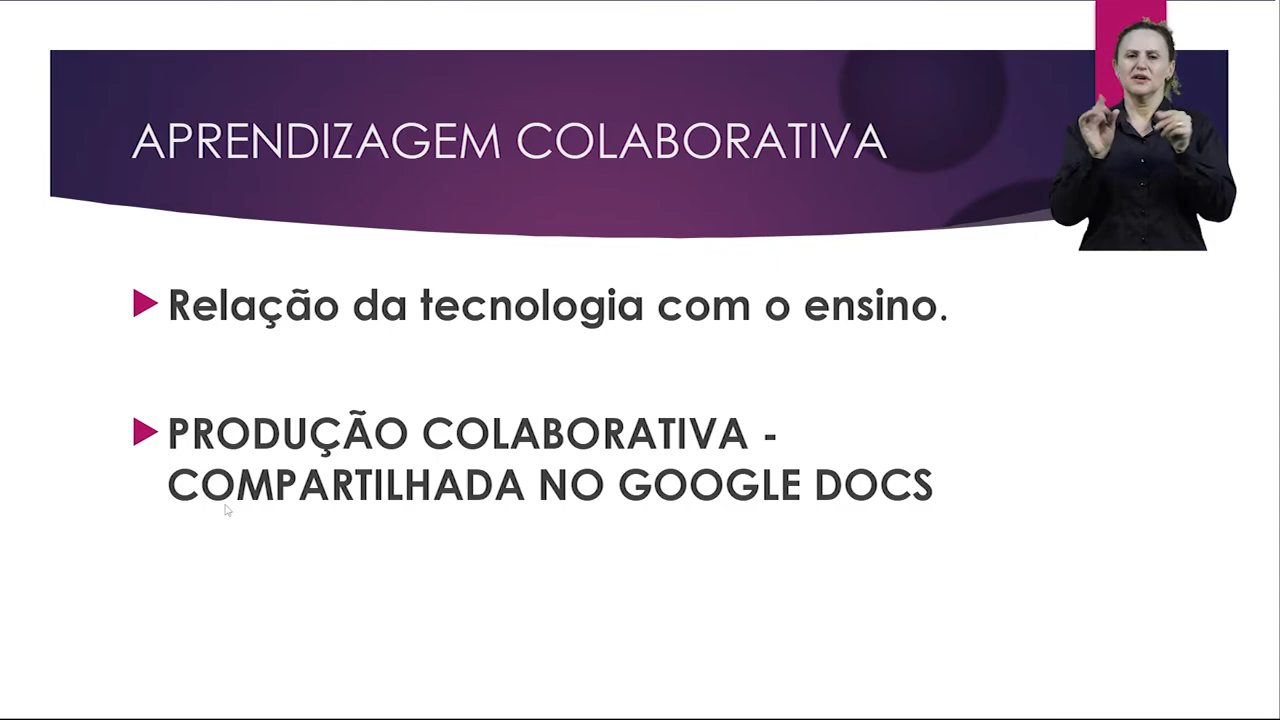 APRENDIZAGEM COLABORATIVA
Relação da tecnologia com o ensino.
PRODUÇÃO COLABORATIVA -
COMPARTILHADA NO GOOGLE DOCS